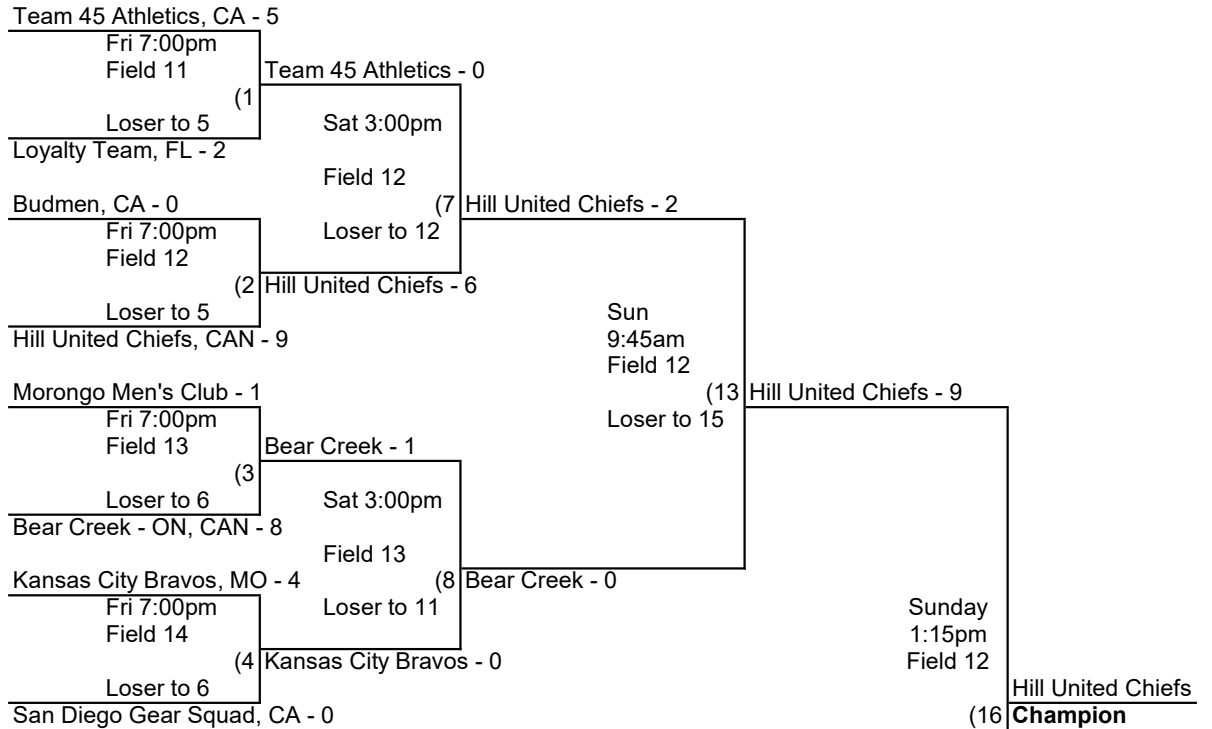 Team 45 Athletics, CA - 5
Fri 7:00pm
Field 11
Team 45 Athletics - 0
(1
Loser to 5
Sat 3:00pm
Loyalty Team, FL - 2
Field 12
Budmen, CA - 0
(7 Hill United Chiefs - 2
Fri 7:00pm
Loser to 12
Field 12
(2 Hill United Chiefs - 6
Loser to 5
Sun
Hill United Chiefs, CAN - 9
9:45am
Field 12
Morongo Men's Club - 1
(13 Hill United Chiefs - 9
Fri 7:00pm
Loser to 15
Field 13
Bear Creek - 1
(3
Loser to 6
Sat 3:00pm
Bear Creek - ON, CAN - 8
Field 13
Kansas City Bravos, MO - 4
(8 Bear Creek - 0
Fri 7:00pm
Loser to 11
Sunday
Field 14
1:15pm
(4 Kansas City Bravos - 0
Field 12
Loser to 6
Hill United Chiefs
San Diego Gear Squad, CA - 0
(16 Champion